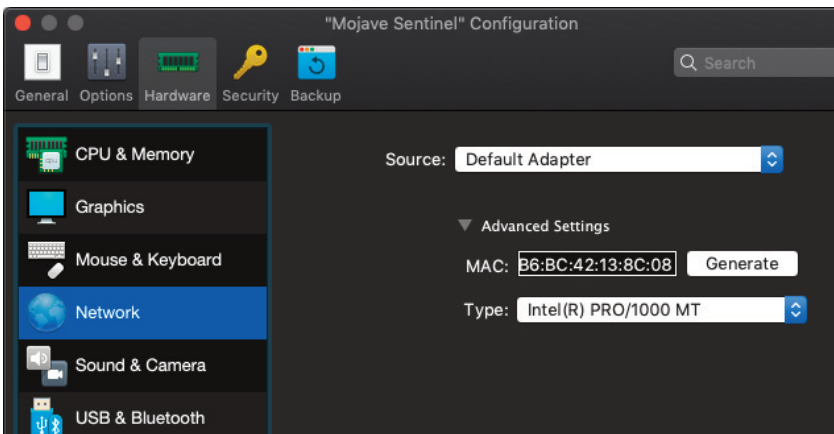 "Mojave Sentinel" Configuration
General Options Hardware Security Backup
Search
CPU & Memory
Graphics
Mouse & Keyboard
Network
Sound & Camera
USB & Bluetooth
Source: Default Adapter
Advanced Settings
MAC: B6:BC:42:13:8C:08 Generate
Type: Intel(R) PRO/1000 MT